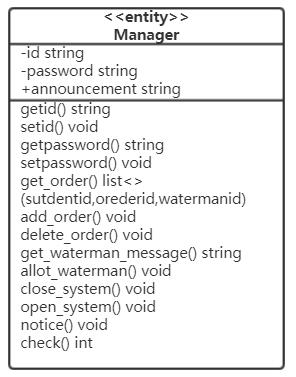 <<entity>>
Manager
-id string
-password string
+announcement string
getid() string
setid() void
getpassword() string
setpassword() void
get_order() list<>
(sutdentid,orederid,watermanid)
add_order() void
delete_order() void
get_waterman_message() string
allot_waterman() void
close_system() void
open_system() void
notice() void
check() int